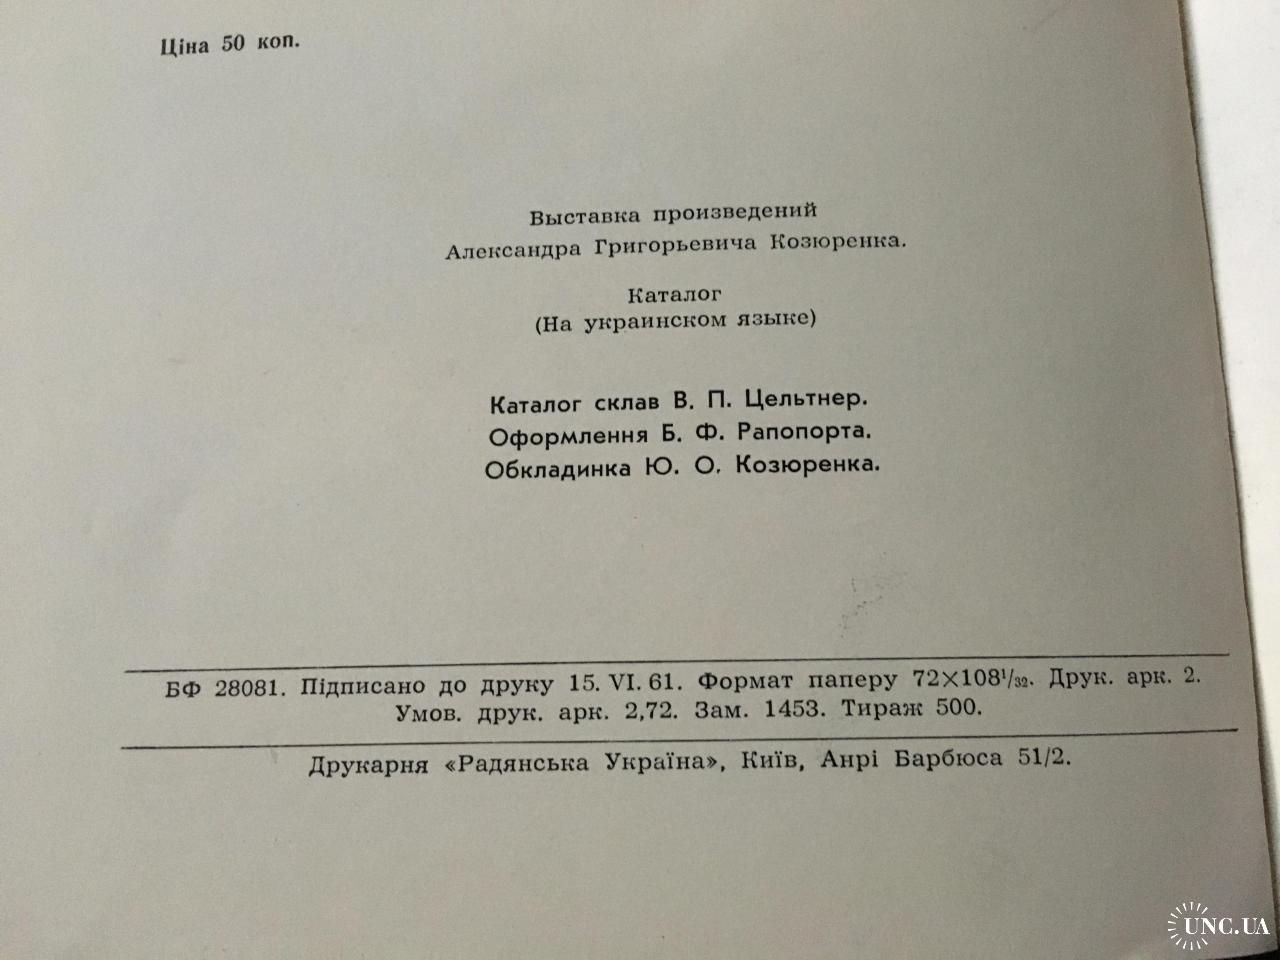 Ціна 50 коп.
Выставка произведений
Александра Григорьевича Козюренка.
Каталог
(На украинском языке)
Каталог склав В. П. Цельтнер.
Оформлення Б. Ф. Рапопорта.
Обкладинка Ю. О. Козюренка.
БФ 28081. Підписано до друку 15. VI. 61. Формат паперу 72×108¹/₃₂. Друк. арк. 2.
Умов. друк. арк. 2,72. Зам. 1453. Тираж 500.
Друкарня «Радянська Україна», Київ, Анрі Барбюса 51/2.
UNC.UA